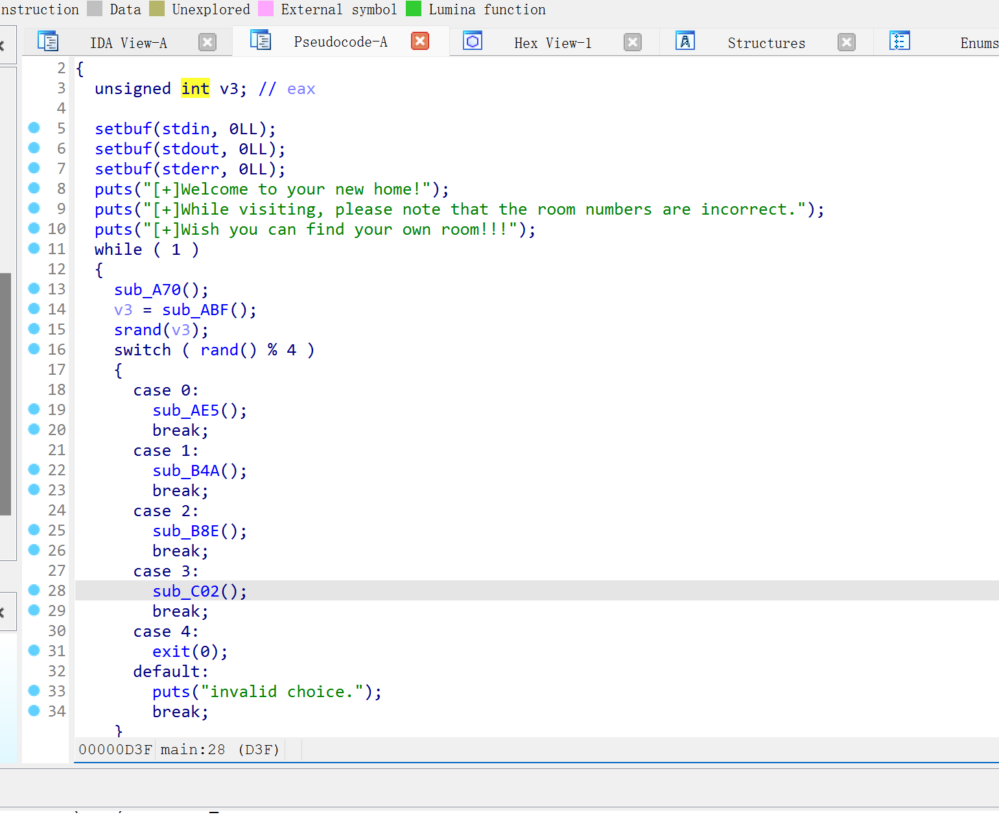 nstruction Data Unexplored External symbol Lumina function
IDA View-A Pseudocode-A Hex View-1 Structures Enums
2 {
3 unsigned int v3; // eax
4
5 setbuf(stdin, 0LL);
6 setbuf(stdout, 0LL);
7 setbuf(stderr, 0LL);
8 puts("[+]Welcome to your new home!");
9 puts("[+]While visiting, please note that the room numbers are incorrect.");
10 puts("[+]Wish you can find your own room!!!");
11 while ( 1 )
12 {
13 sub_A70();
14 v3 = sub_ABF();
15 srand(v3);
16 switch ( rand() % 4 )
17 {
18 case 0:
19 sub_AE5();
20 break;
21 case 1:
22 sub_B4A();
23 break;
24 case 2:
25 sub_B8E();
26 break;
27 case 3:
28 sub_C02();
29 break;
30 case 4:
31 exit(0);
32 default:
33 puts("invalid choice.");
34 break;
}
00000D3F main:28 (D3F)